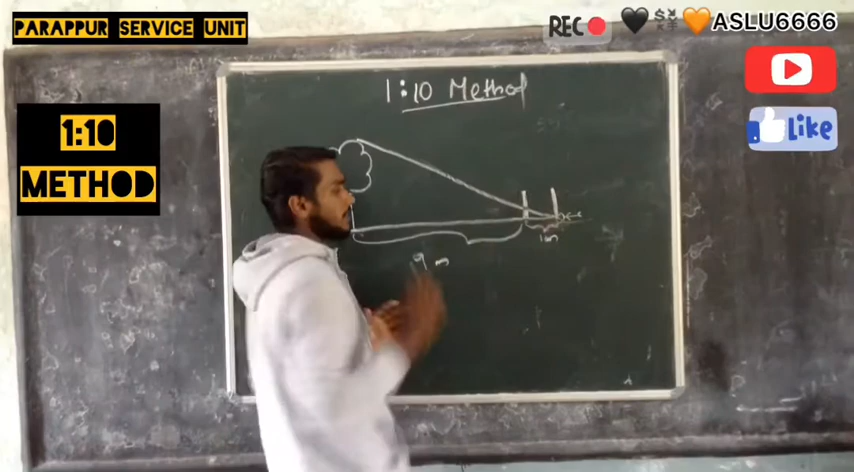 PARAPPUR SERVICE UNIT
REC
ASLU6666
1:10 Method
Like
1:10
METHOD
1m
9 m